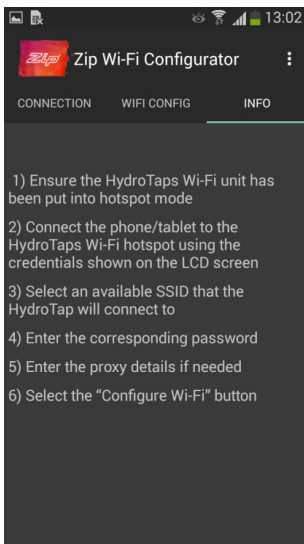 13:02
Zip
Zip Wi-Fi Configurator
CONNECTION WIFI CONFIG INFO
1) Ensure the HydroTaps Wi-Fi unit has
been put into hotspot mode
2) Connect the phone/tablet to the
HydroTaps Wi-Fi hotspot using the
credentials shown on the LCD screen
3) Select an available SSID that the
HydroTap will connect to
4) Enter the corresponding password
5) Enter the proxy details if needed
6) Select the “Configure Wi-Fi” button